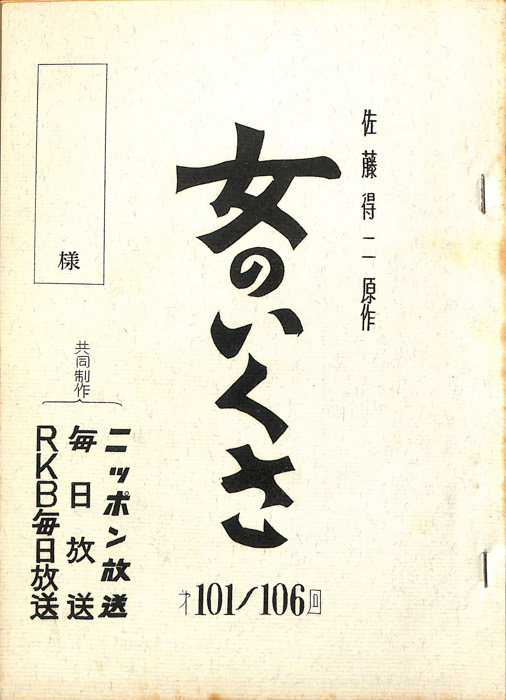 佐藤得二原作
女のいくさ
才101/106回
様
共同制作
ニッポン放送
毎日放送
RKB毎日放送